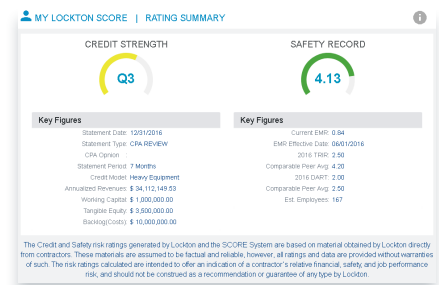 MY LOCKTON SCORE | RATING SUMMARY
CREDIT STRENGTH
Q3
Key Figures
Statement Date: 12/31/2016
Statement Type: CPA REVIEW
CPA Opinion
Statement Period: 7 Months
Credit Model: Heavy Equipment
Annualized Revenues: $ 34,112,149.53
Working Capital: $ 1,000,000.00
Tangible Equity: $ 3,500,000.00
Backlog(Costs): $ 10,000,000.00
SAFETY RECORD
4.13
Key Figures
Current EMR: 0.84
EMR Effective Date: 06/01/2016
2016 TRIR: 2.50
Comparable Peer Avg: 4.20
2016 DART: 2.00
Comparable Peer Avg: 2.50
Est. Employees: 167
The Credit and Safety risk ratings generated by Lockton and the SCORE System are based on material obtained by Lockton directly
from contractors. These materials are assumed to be factual and reliable, however, all ratings and data are provided without warranties
of such. The risk ratings calculated are intended to offer an indication of a contractor's relative financial, safety, and job performance
risk, and should not be construed as a recommendation or guarantee of any type by Lockton.